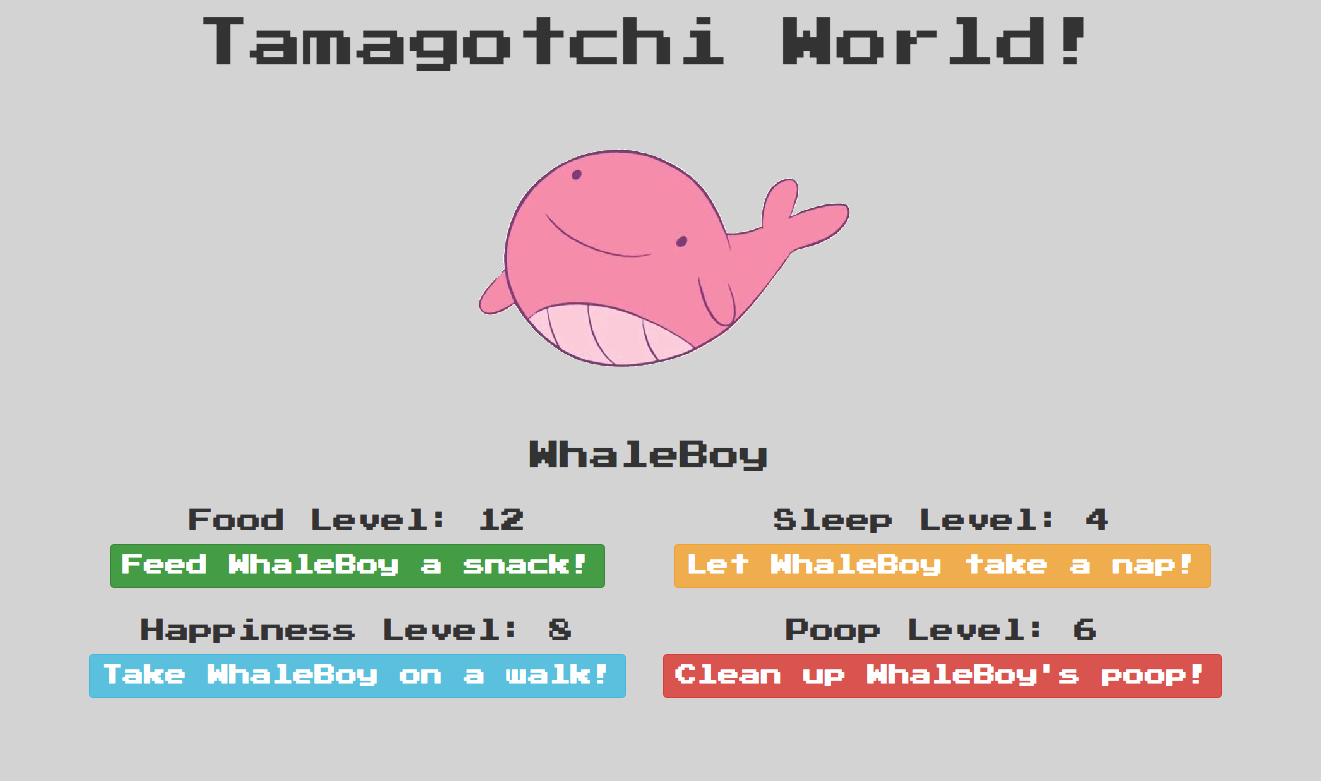 Tamagotchi World!
WhaleBoy
Food Level: 12
Feed WhaleBoy a snack!
Sleep Level: 4
Let WhaleBoy take a nap!
Happiness Level: 8
Take WhaleBoy on a walk!
Poop Level: 6
Clean up WhaleBoy's poop!